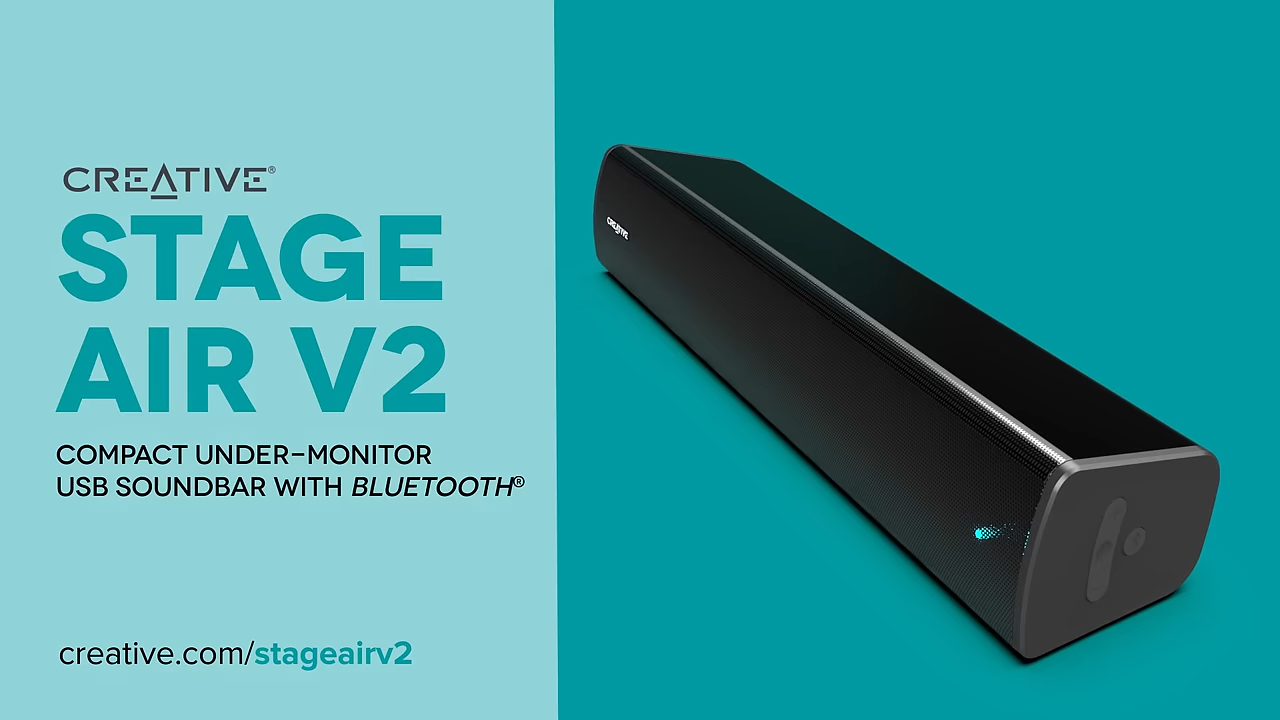 CREATIVE®
STAGE
AIR V2
COMPACT UNDER-MONITOR
USB SOUNDBAR WITH BLUETOOTH®
creative.com/stageairv2
CREATIVE